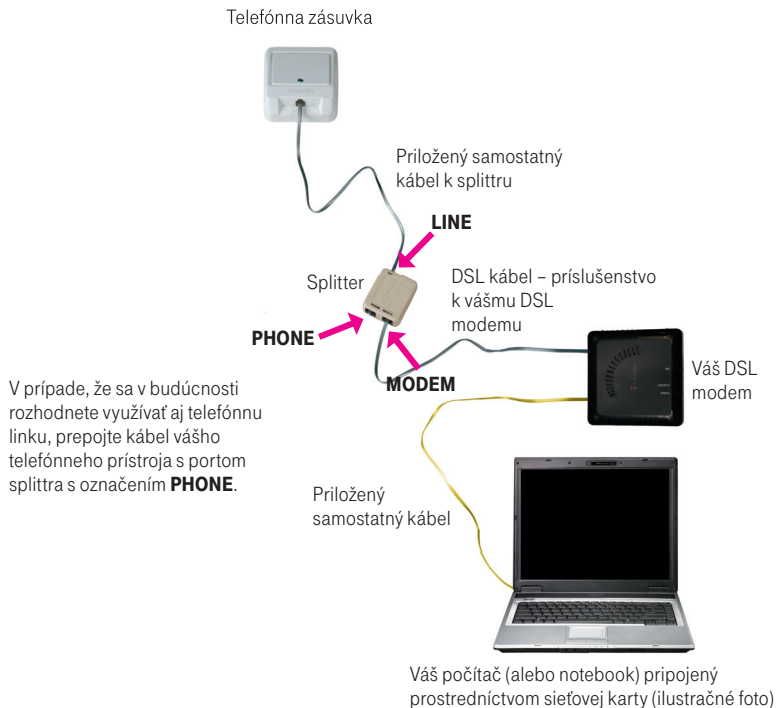 Telefónna zásuvka
Priložený samostatný
kábel k splittru
LINE
Splitter
DSL kábel – príslušenstvo
k vášmu DSL
modemu
PHONE
MODEM
Váš DSL
modem
V prípade, že sa v budúcnosti
rozhodnete využívať aj telefónnu
linku, prepojte kábel vášho
telefónneho prístroja s portom
splittra s označením PHONE.
Priložený
samostatný kábel
Váš počítač (alebo notebook) pripojený
prostredníctvom sieťovej karty (ilustračné foto)